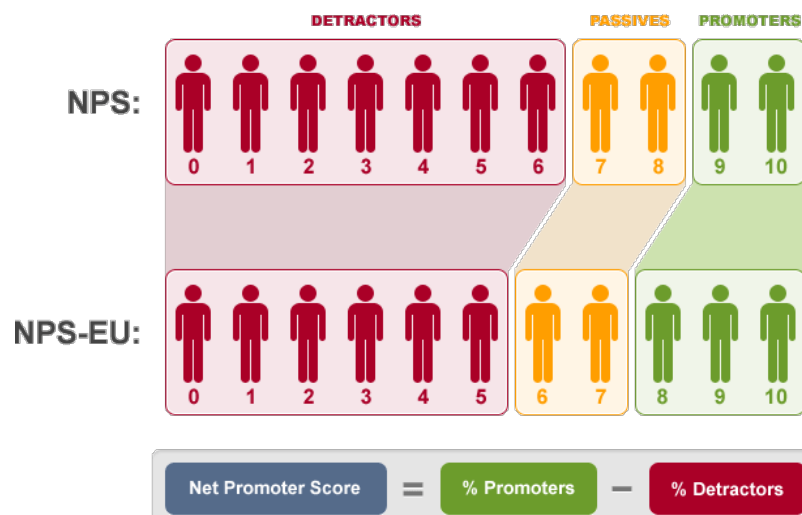 DETRACTORS PASSIVES PROMOTERS
NPS:
0 1 2 3 4 5 6 7 8 9 10
NPS-EU:
0 1 2 3 4 5 6 7 8 9 10
Net Promoter Score = % Promoters − % Detractors